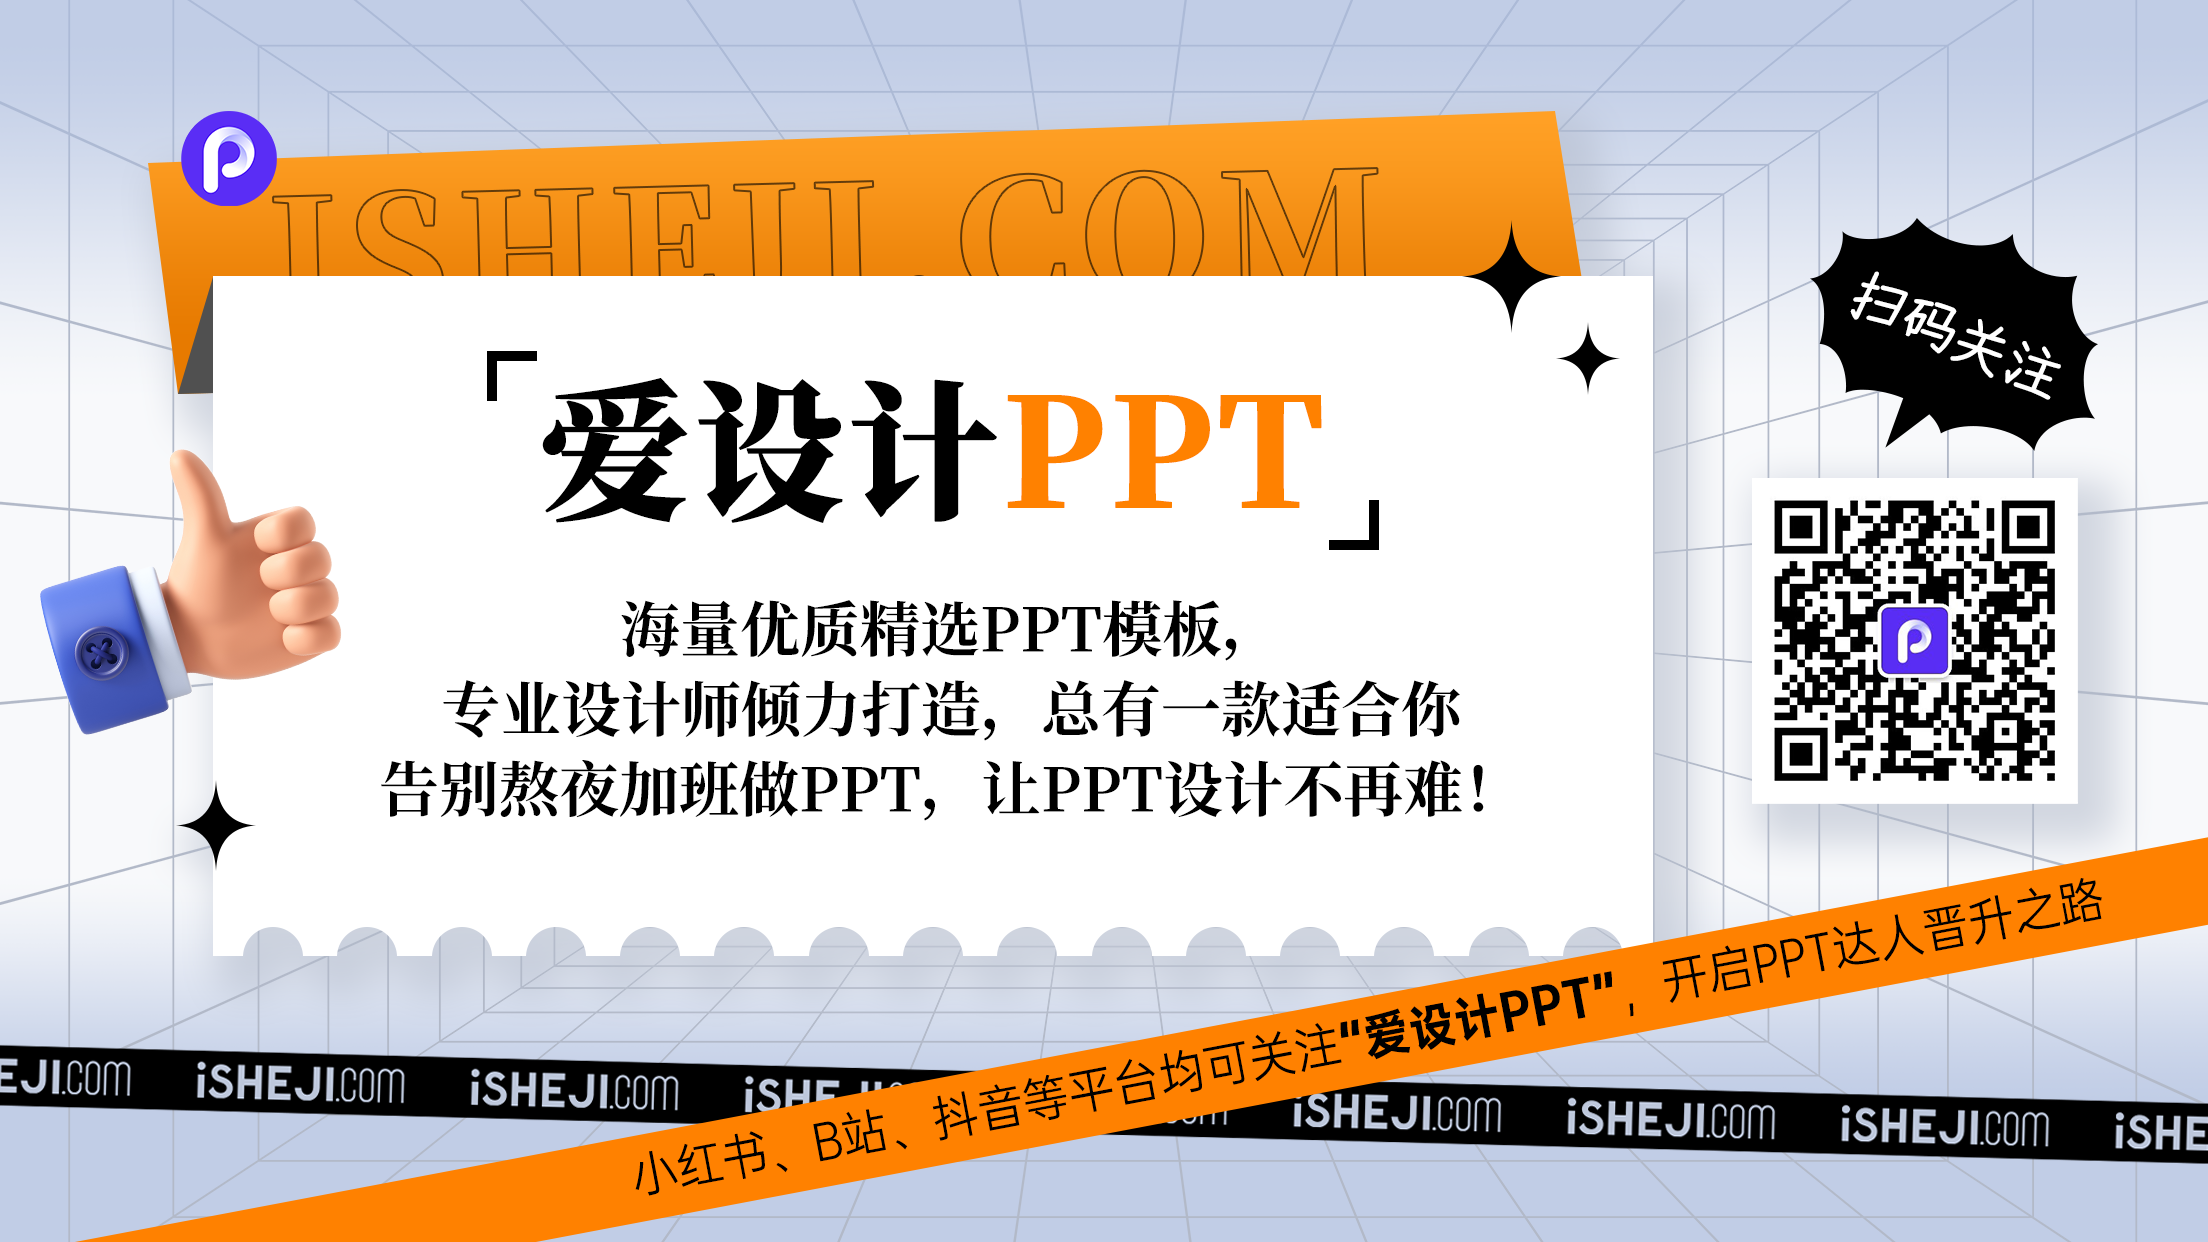 ISHEJI.COM
爱设计PPT
海量优质精选PPT模板，
专业设计师倾力打造，总有一款适合你
告别熬夜加班做PPT，让PPT设计不再难！
扫码关注
小红书、B站、抖音等平台均可关注“爱设计PPT”，开启PPT达人晋升之路
EJI.COM iSHEJI.COM iSHEJI.COM iSHEJI iSHEJI.COM iSHEJI.COM iSHEJI.COM iSHE